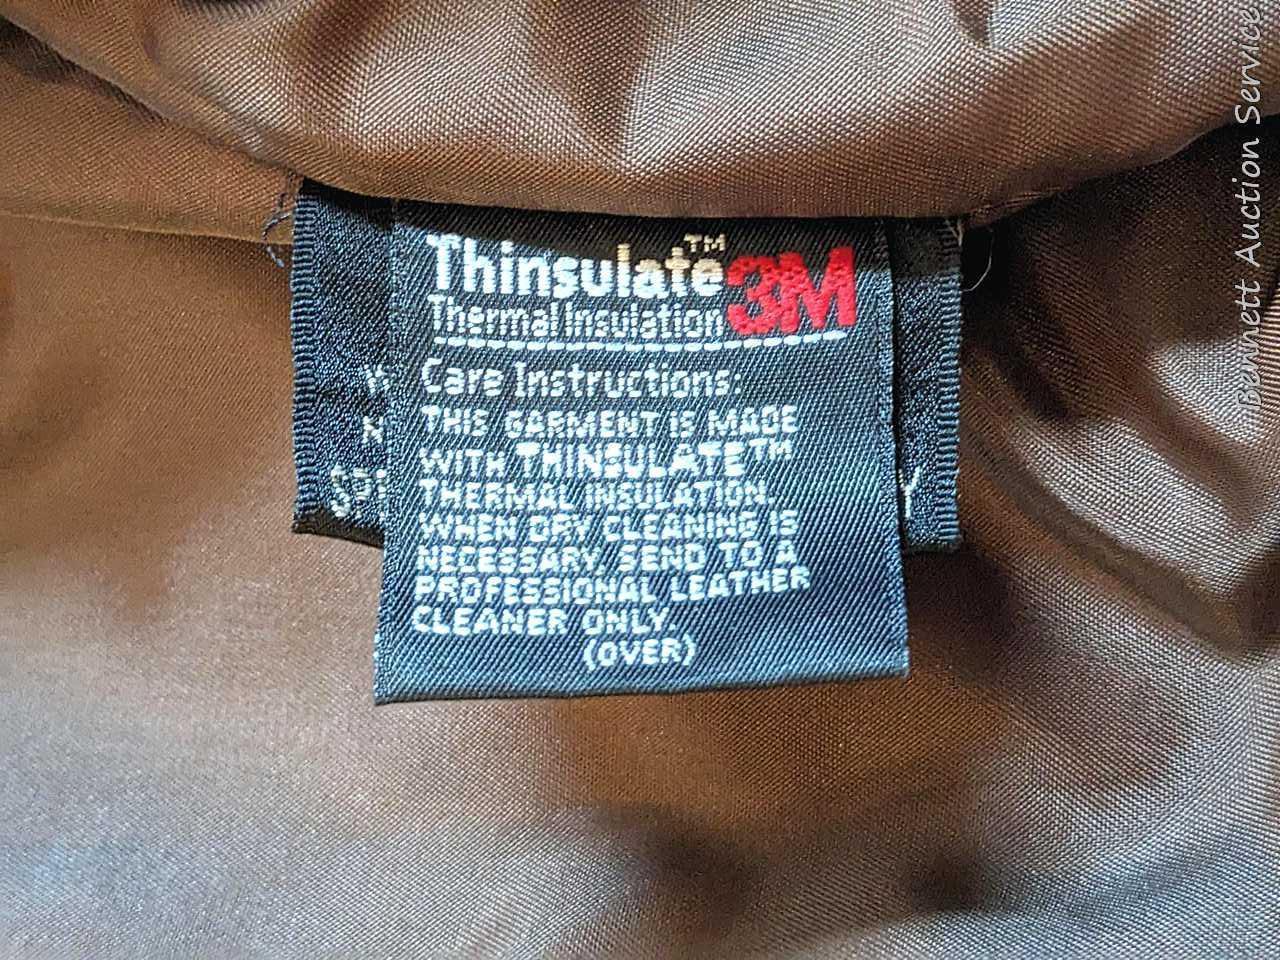 Thinsulate™ 3M
Thermal Insulation
Care Instructions:
THIS GARMENT IS MADE
WITH THINSULATE™
THERMAL INSULATION.
WHEN DRY CLEANING IS
NECESSARY SEND TO A
PROFESSIONAL LEATHER
CLEANER ONLY.
(OVER)
Bennett Auction Service